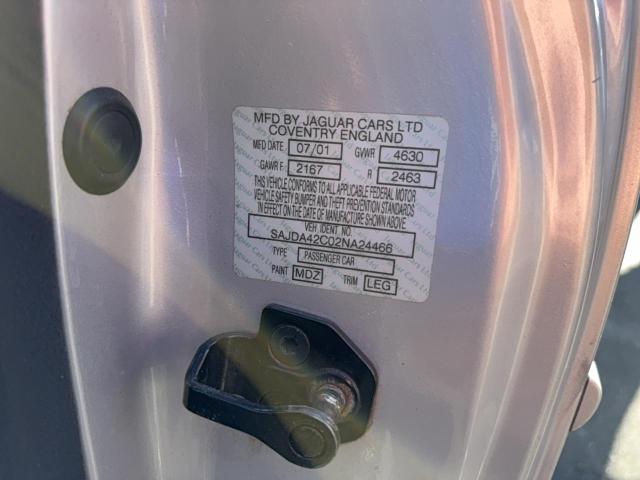 MFD BY JAGUAR CARS LTD
COVENTRY ENGLAND
MFD DATE 07/01 GVWR 4630
GAWR F 2167 R 2463
THIS VEHICLE CONFORMS TO ALL APPLICABLE FEDERAL MOTOR
VEHICLE SAFETY BUMPER AND THEFT PREVENTION STANDARDS
IN EFFECT ON THE DATE OF MANUFACTURE SHOWN ABOVE
VEH IDENT NO.
SAJDA42C02NA24466
TYPE PASSENGER CAR
PAINT MDZ TRIM LEG